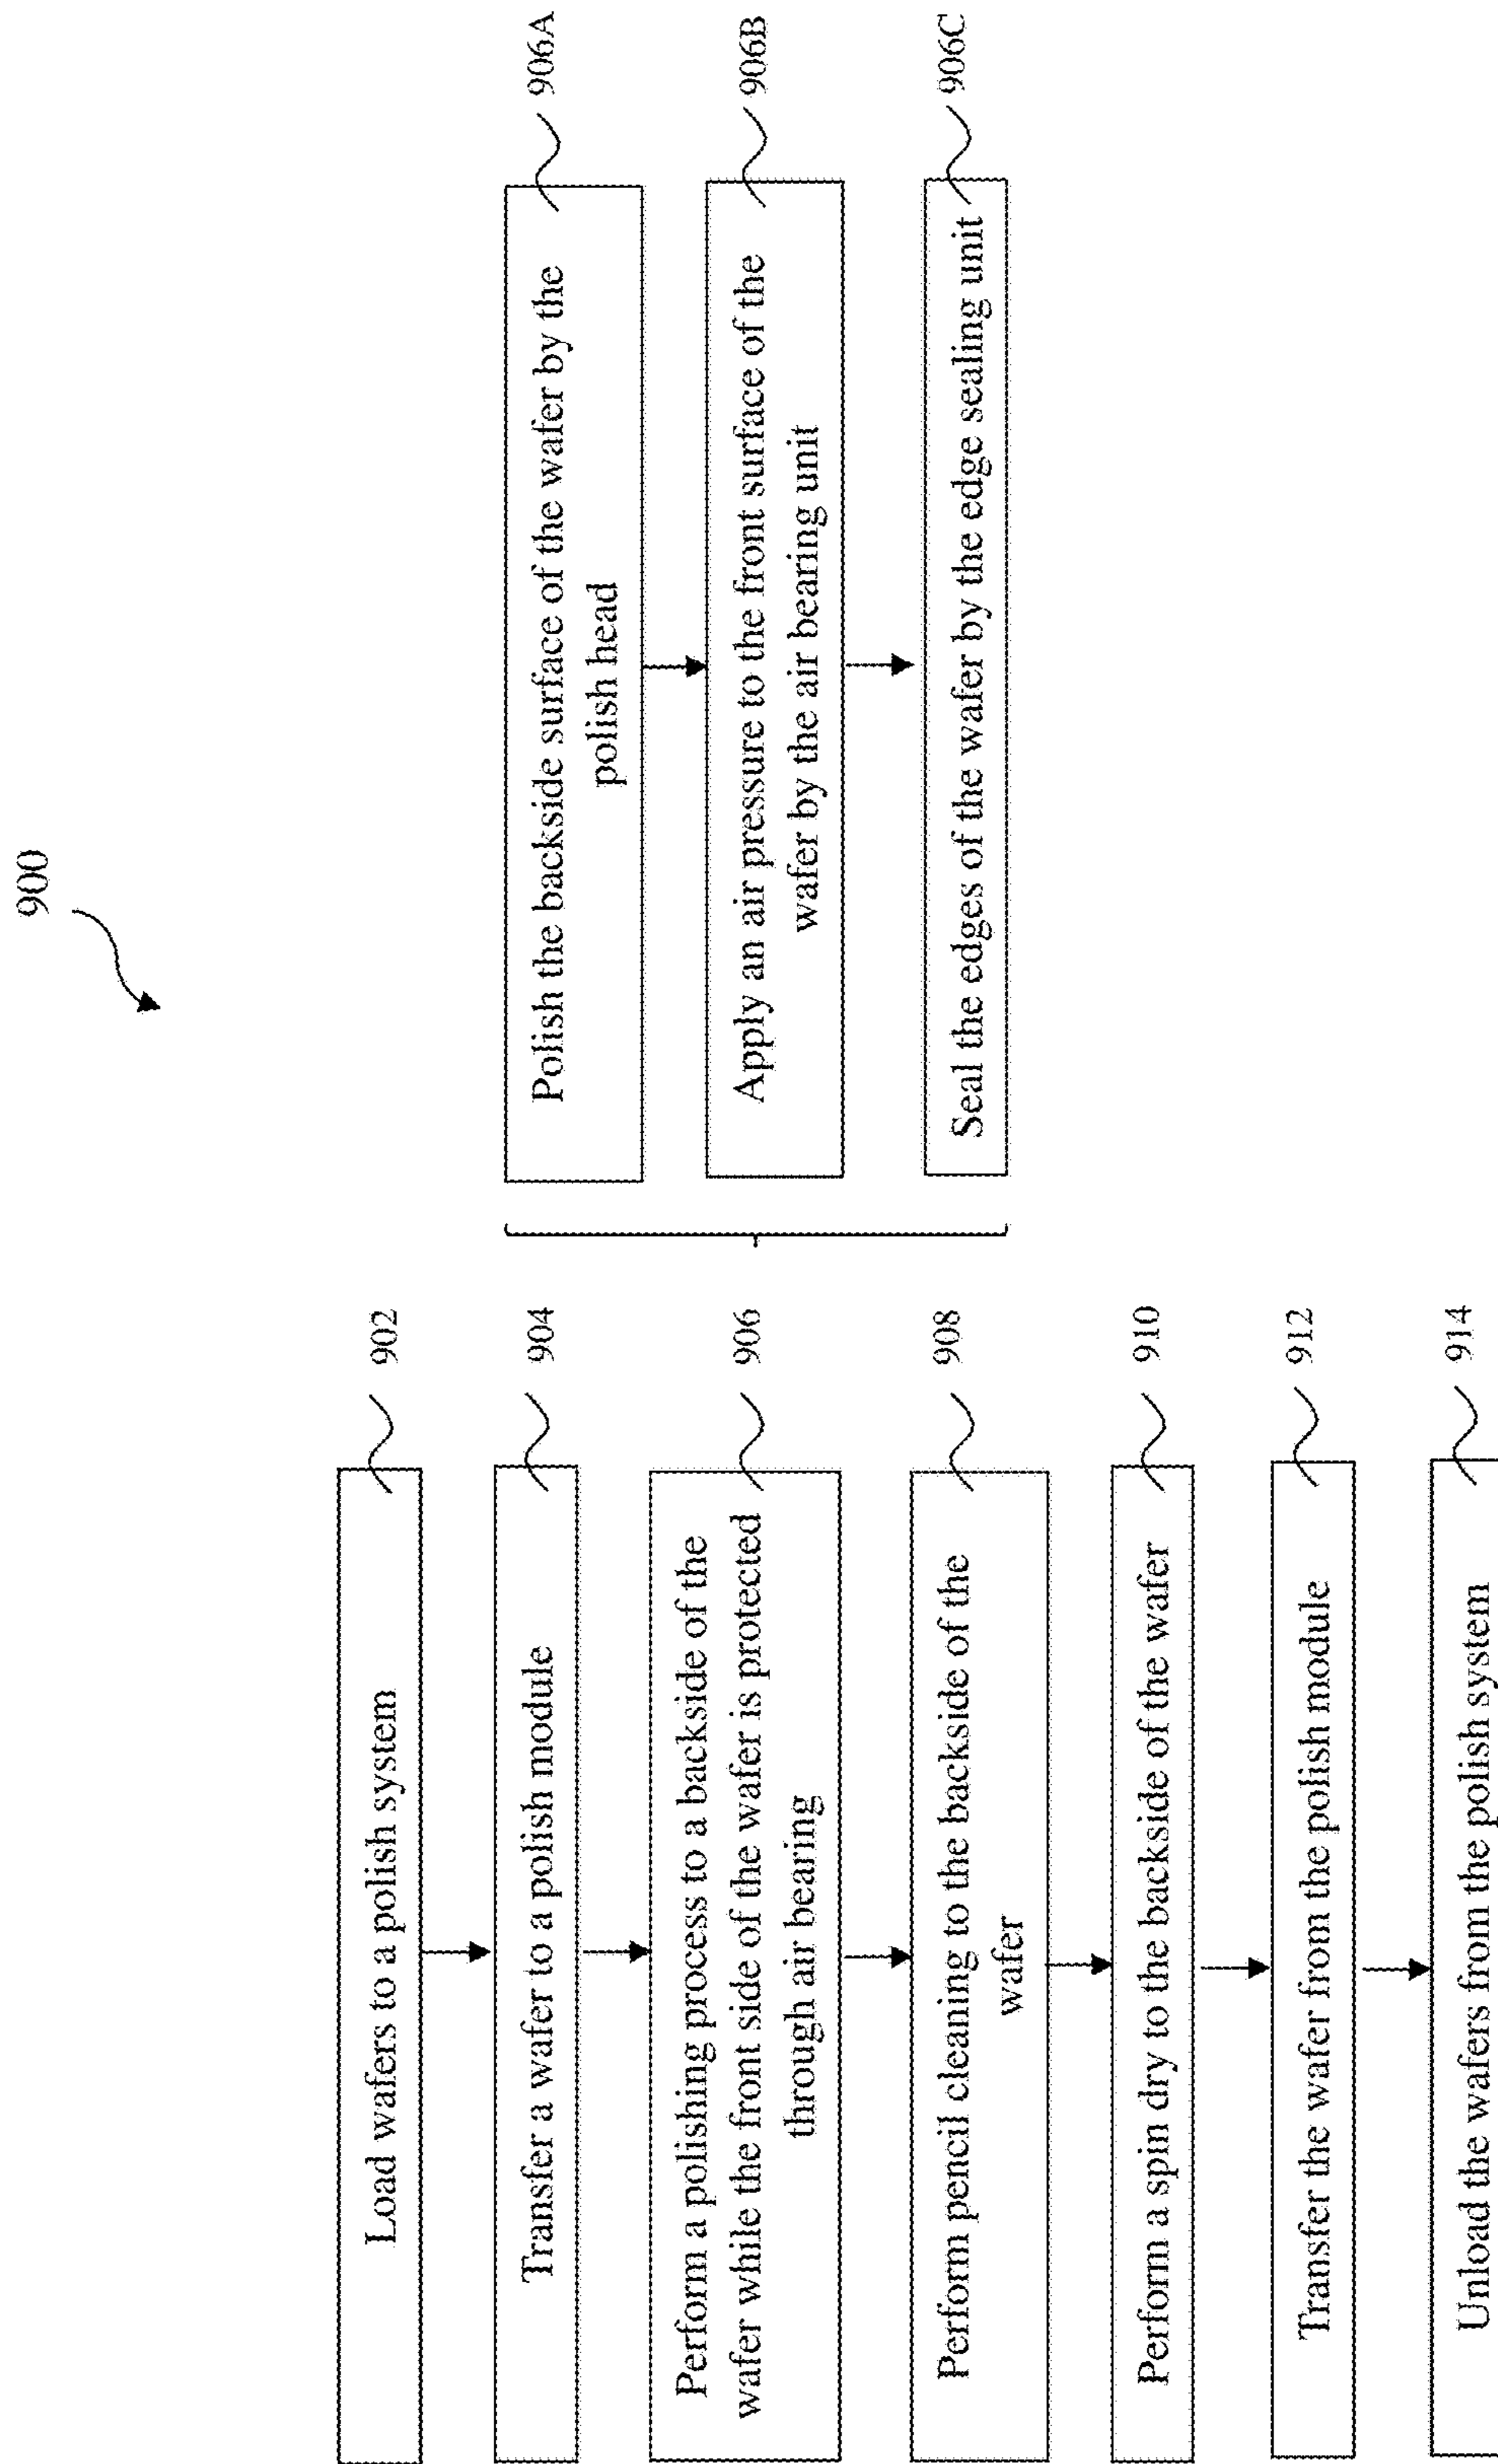 900
Load wafers to a polish system
902
Transfer a wafer to a polish module
904
Perform a polishing process to a backside of the
wafer while the front side of the wafer is protected
through air bearing
906
Polish the backside surface of the wafer by the
polish head
906A
Apply an air pressure to the front surface of the
wafer by the air bearing unit
906B
Seal the edges of the wafer by the edge sealing unit
906C
Perform pencil cleaning to the backside of the
wafer
908
Perform a spin dry to the backside of the wafer
910
Transfer the wafer from the polish module
912
Unload the wafers from the polish system
914